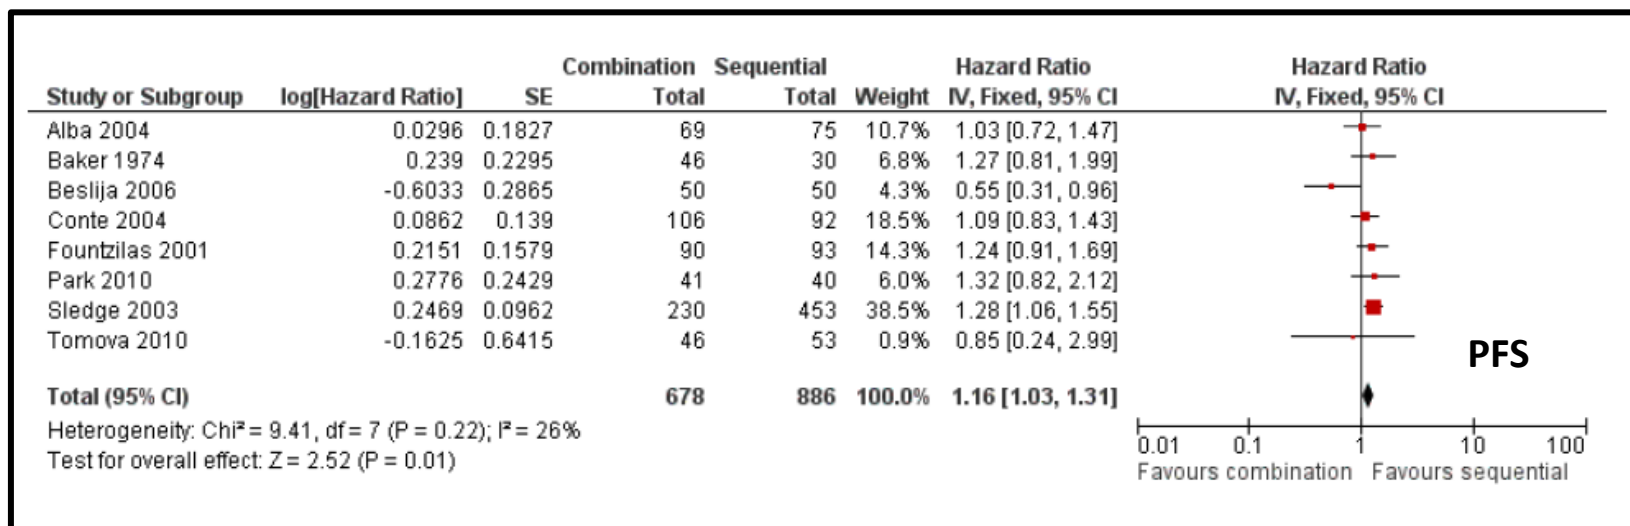 Combination Sequential Hazard Ratio Hazard Ratio
Study or Subgroup log[Hazard Ratio] SE Total Total Weight IV, Fixed, 95% CI IV, Fixed, 95% CI
Alba 2004 0.0296 0.1827 69 75 10.7% 1.03 [0.72, 1.47]
Baker 1974 0.239 0.2295 46 30 6.8% 1.27 [0.81, 1.99]
Beslija 2006 -0.6033 0.2865 50 50 4.3% 0.55 [0.31, 0.96]
Conte 2004 0.0862 0.139 106 92 18.5% 1.09 [0.83, 1.43]
Fountzilas 2001 0.2151 0.1579 90 93 14.3% 1.24 [0.91, 1.69]
Park 2010 0.2776 0.2429 41 40 6.0% 1.32 [0.82, 2.12]
Sledge 2003 0.2469 0.0962 230 453 38.5% 1.28 [1.06, 1.55]
Tomova 2010 -0.1625 0.6415 46 53 0.9% 0.85 [0.24, 2.99]
PFS
Total (95% CI) 678 886 100.0% 1.16 [1.03, 1.31]
Heterogeneity: Chi² = 9.41, df = 7 (P = 0.22); I² = 26%
Test for overall effect: Z = 2.52 (P = 0.01)
0.01 0.1 1 10 100
Favours combination Favours sequential